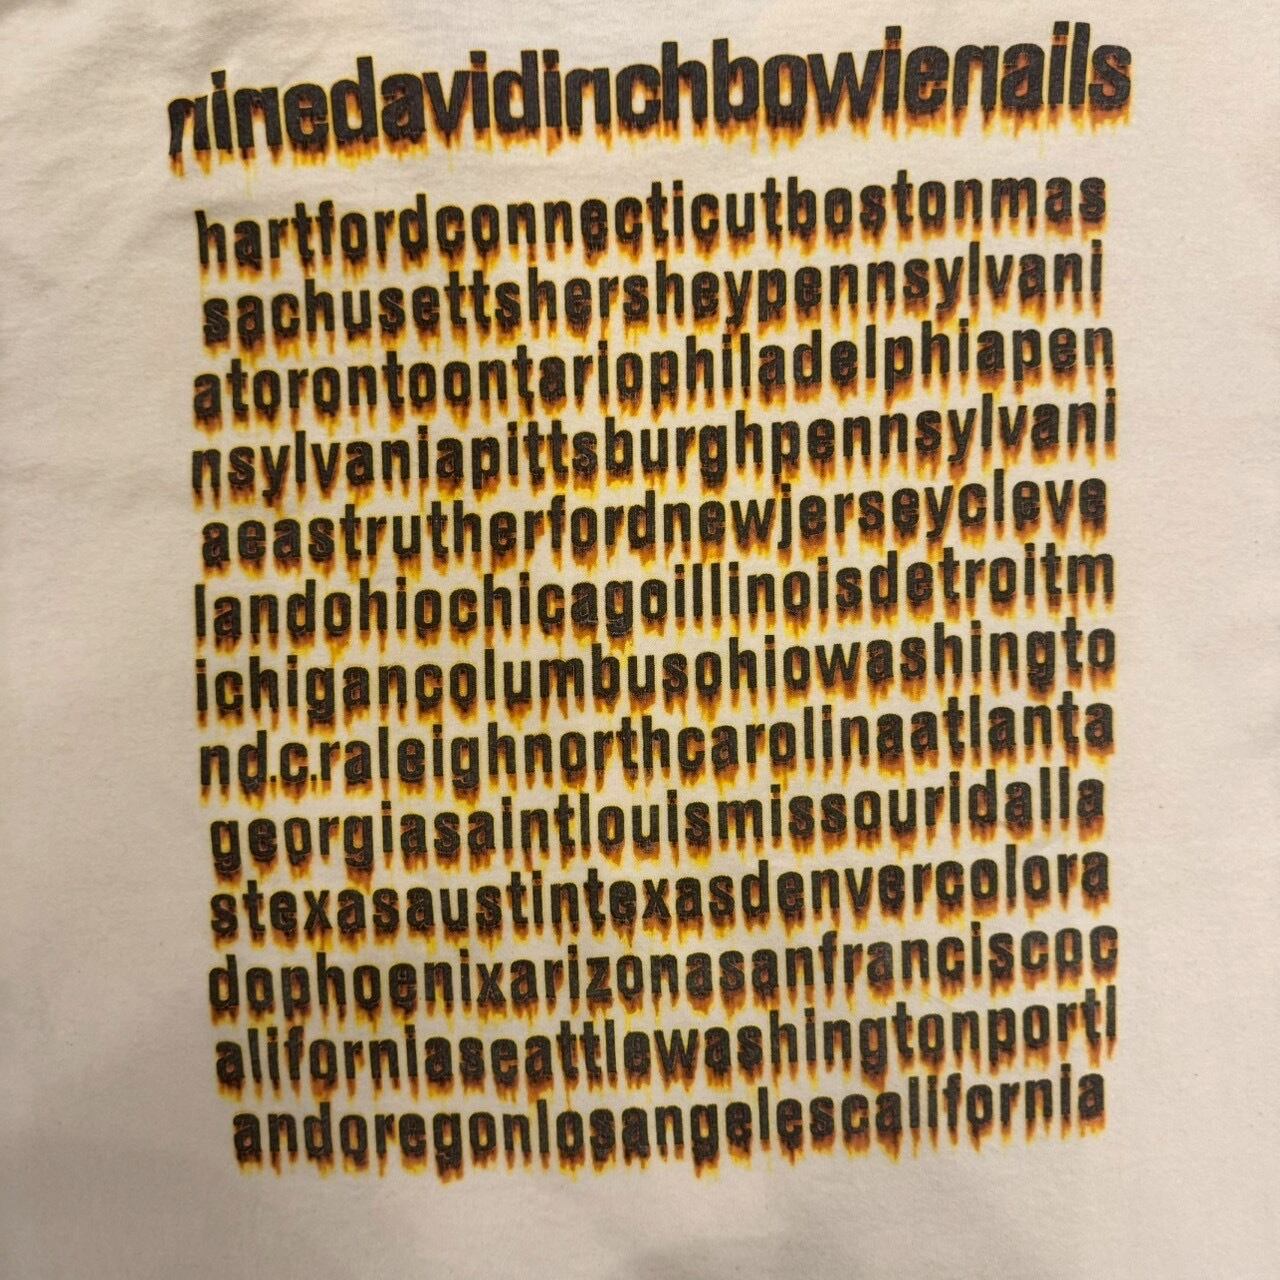 ninedavidinchbowienails
hartfordconnecticutbostonmas
sachusettshersheypennsylvani
atorontoontariophiladelphiapen
nsylvaniapittsburghpennsylvani
aeastrutherfordnewjerseycleve
landohiochicagoillinoisdetroitm
ichigancolumbusohiowashingto
nd.c.raleighnorthcarolinaatlanta
georgiasaintlouismissouridalla
stexasaustintexasdenvercolora
dophoenixarizonasanfranciscoc
aliforniaseattlewashingtonportl
andoregonlosangelescalifornia